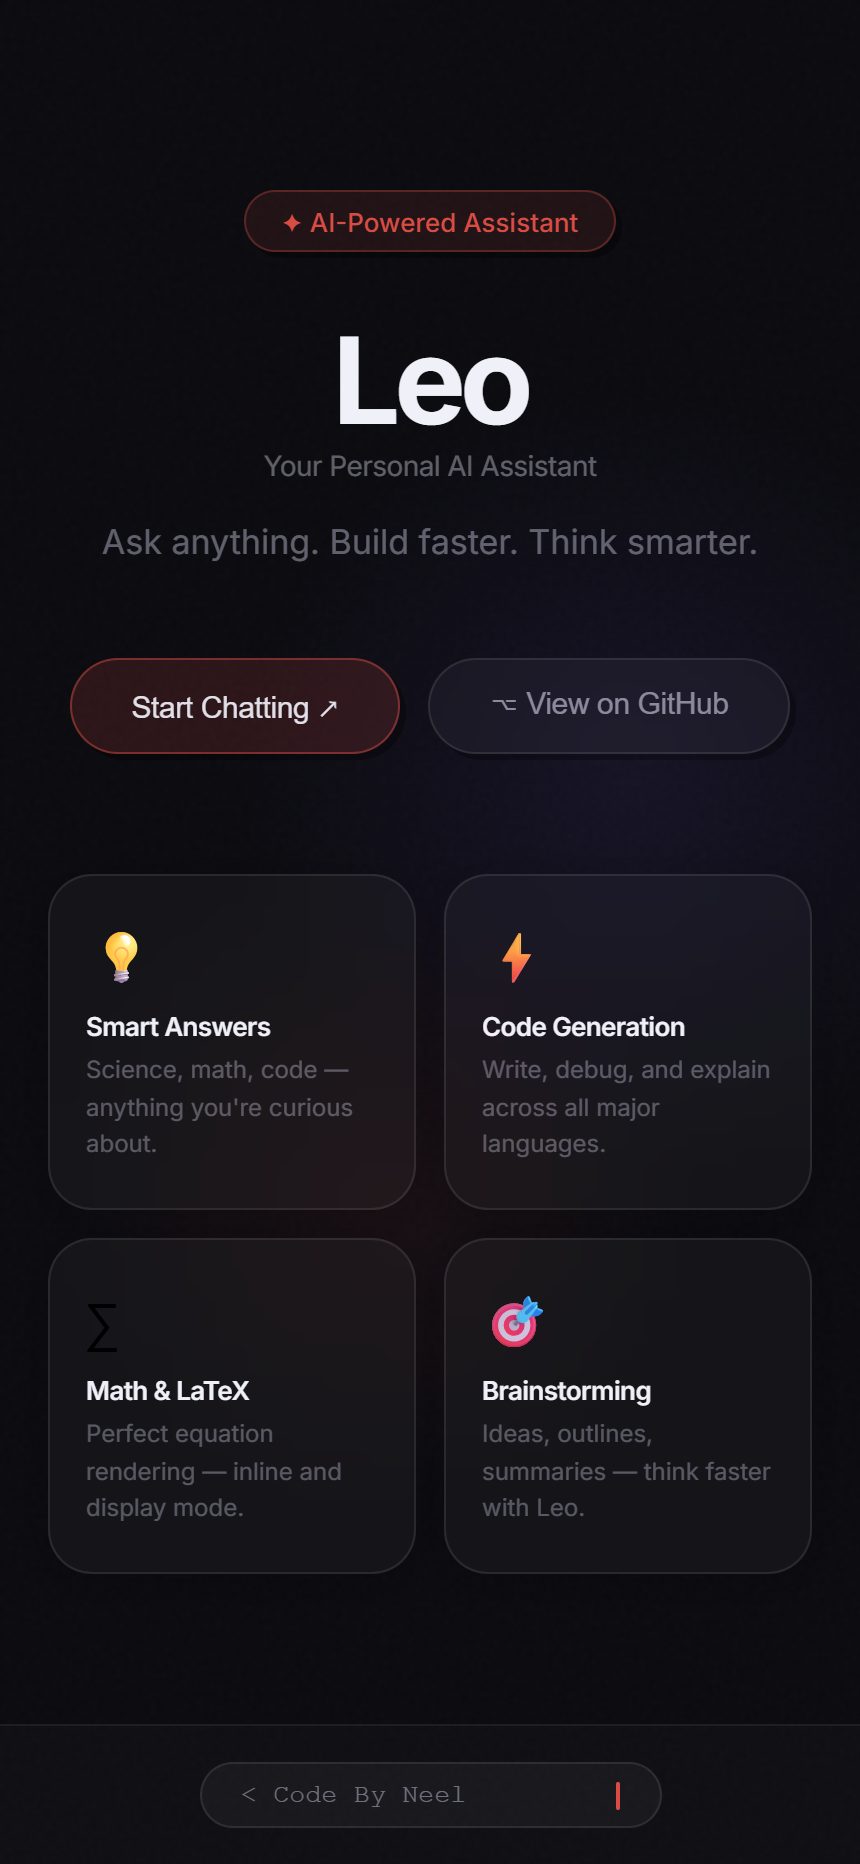 ✦ AI-Powered Assistant
Leo
Your Personal AI Assistant
Ask anything. Build faster. Think smarter.
Start Chatting ↗
⌥ View on GitHub
Smart Answers
Science, math, code —
anything you're curious
about.
Code Generation
Write, debug, and explain
across all major
languages.
∑
Math & LaTeX
Perfect equation
rendering — inline and
display mode.
Brainstorming
Ideas, outlines,
summaries — think faster
with Leo.
< Code By Neel